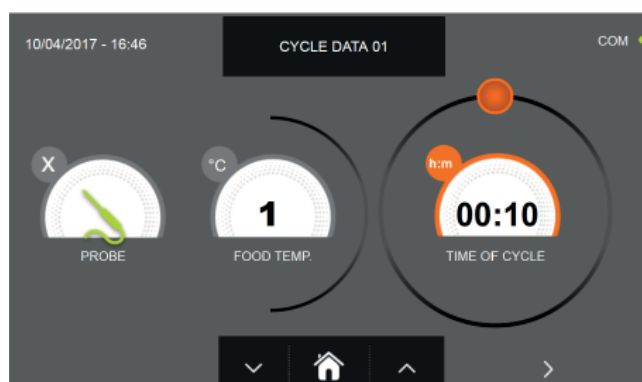 10/04/2017 - 16:46
CYCLE DATA 01
COM
X
°C
h:m
1
00:10
PROBE
FOOD TEMP.
TIME OF CYCLE